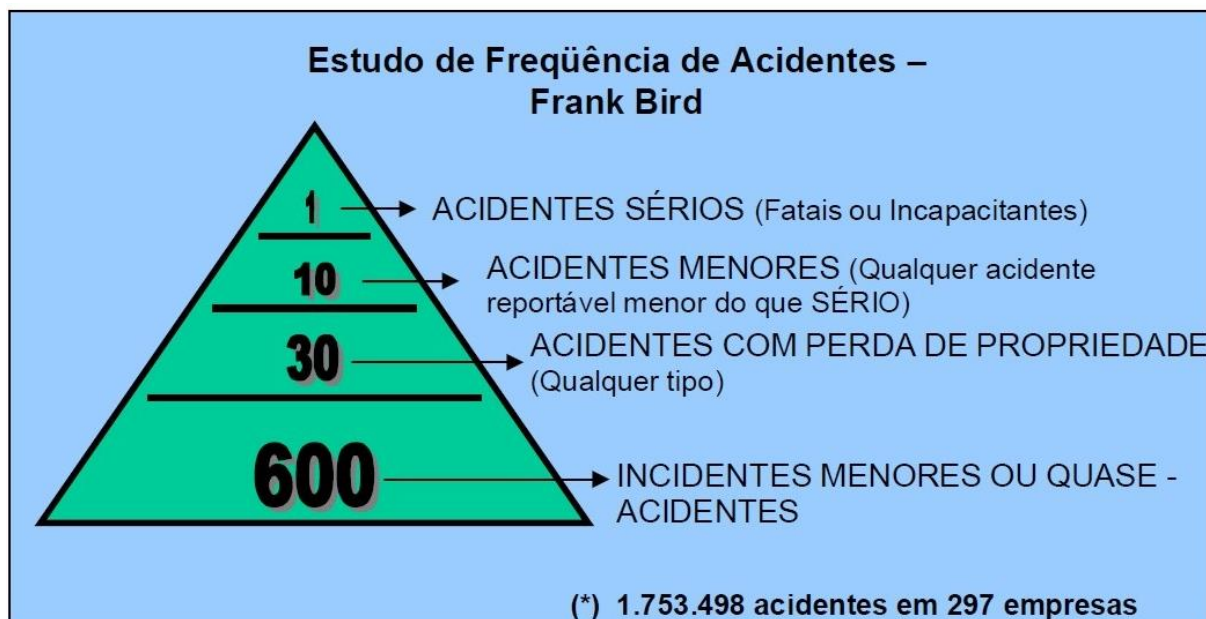 Estudo de Freqüência de Acidentes –
Frank Bird
1
ACIDENTES SÉRIOS (Fatais ou Incapacitantes)
10
ACIDENTES MENORES (Qualquer acidente
reportável menor do que SÉRIO)
30
ACIDENTES COM PERDA DE PROPRIEDADE
(Qualquer tipo)
600
INCIDENTES MENORES OU QUASE -
ACIDENTES
(*) 1.753.498 acidentes em 297 empresas